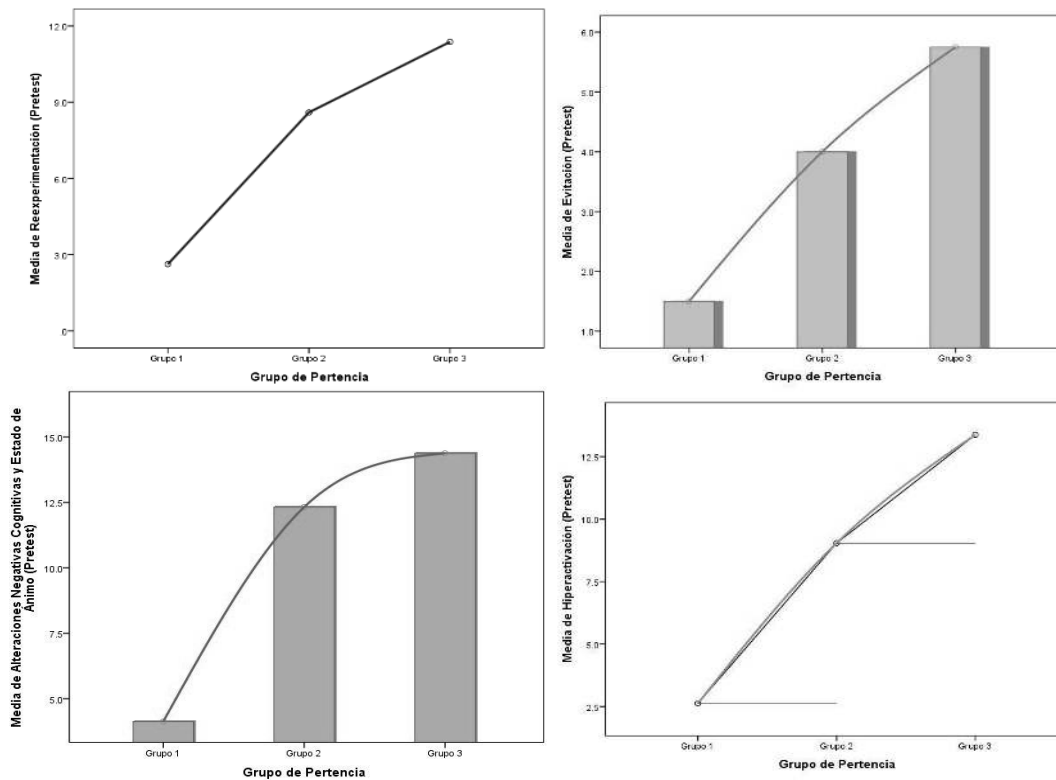 Media de Reexperimentación (Pretest)
12.0
9.0
6.0
3.0
0
Grupo 1 Grupo 2 Grupo 3
Grupo de Pertencia
Media de Evitación (Pretest)
6.0
5.0
4.0
3.0
2.0
1.0
Grupo 1 Grupo 2 Grupo 3
Grupo de Pertencia
Media de Alteraciones Negativas Cognitivas y Estado de
Ánimo (Pretest)
15.0
12.5
10.0
7.5
5.0
Grupo 1 Grupo 2 Grupo 3
Grupo de Pertencia
Media de Hiperactivación (Pretest)
12.5
10.0
7.5
5.0
2.5
Grupo 1 Grupo 2 Grupo 3
Grupo de Pertencia